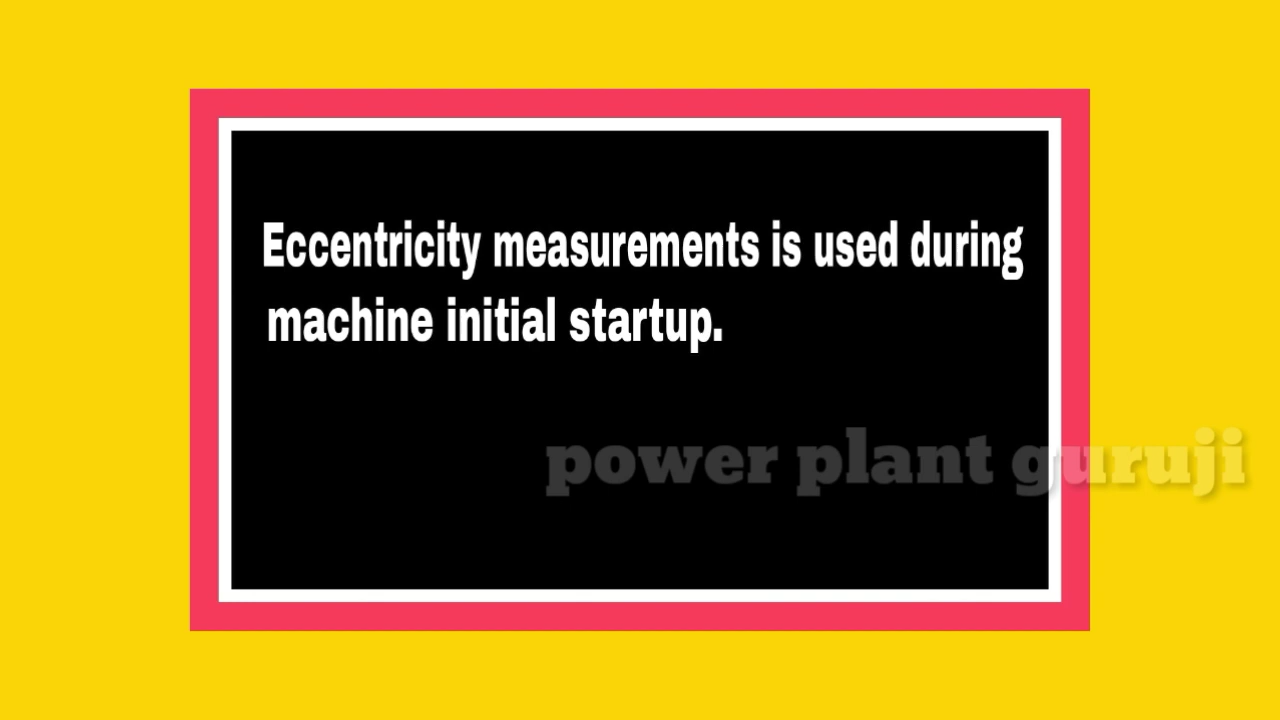 Eccentricity measurements is used during
machine initial startup.
power plant guruji